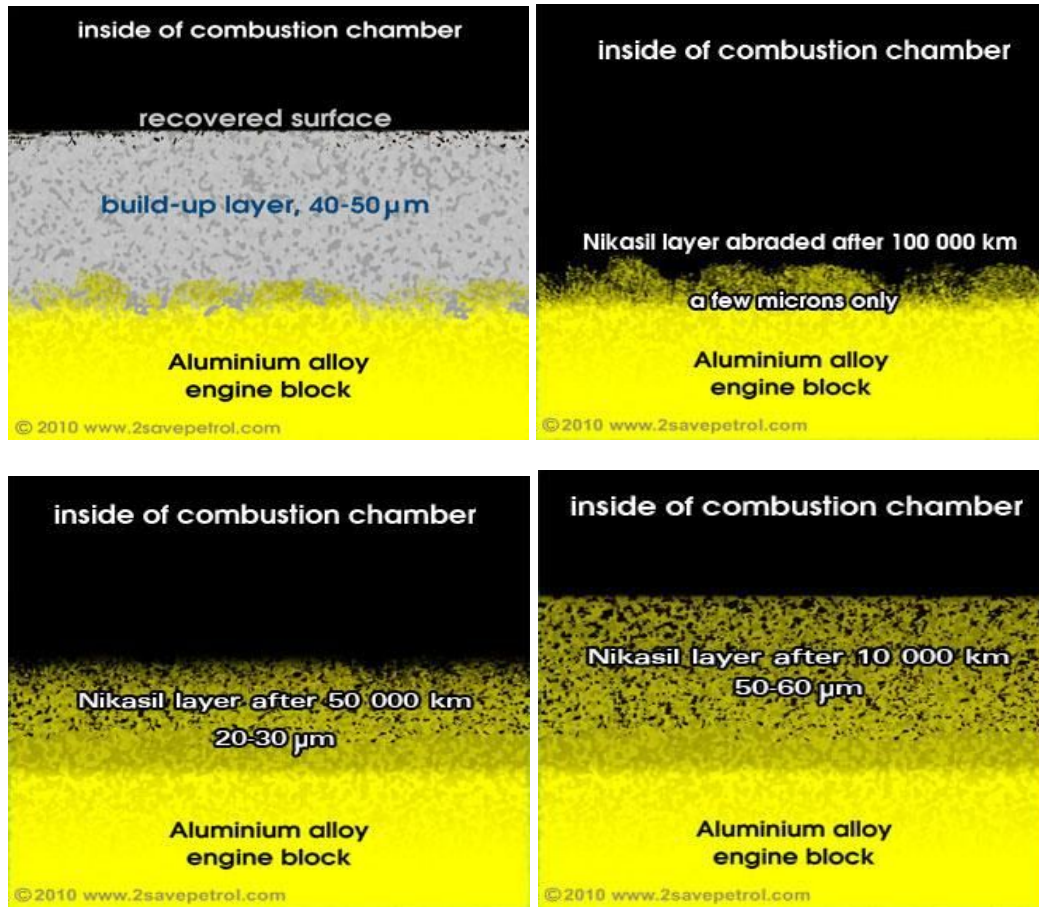 inside of combustion chamber
recovered surface
build-up layer, 40-50 µm
Aluminium alloy
engine block
© 2010 www.2savepetrol.com
inside of combustion chamber
Nikasil layer abraded after 100 000 km
a few microns only
Aluminium alloy
engine block
© 2010 www.2savepetrol.com
inside of combustion chamber
Nikasil layer after 50 000 km
20-30 µm
Aluminium alloy
engine block
© 2010 www.2savepetrol.com
inside of combustion chamber
Nikasil layer after 10 000 km
50-60 µm
Aluminium alloy
engine block
© 2010 www.2savepetrol.com